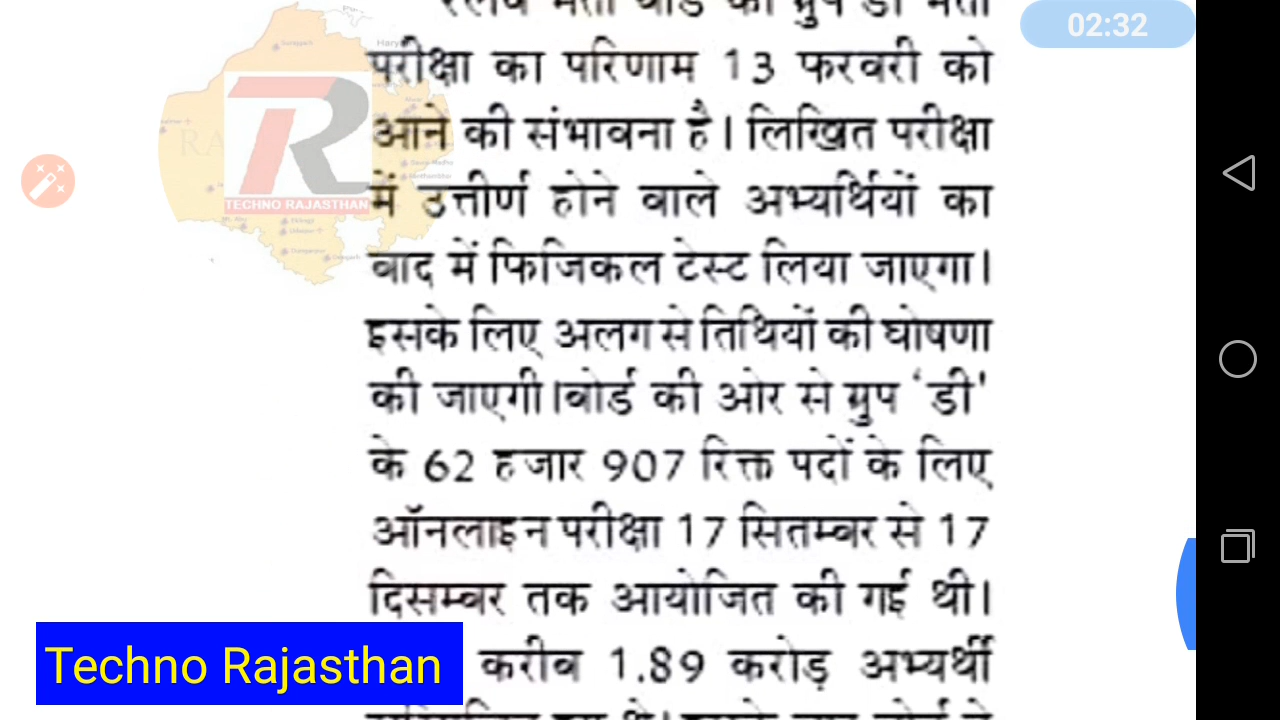 02:32
परीक्षा का परिणाम 13 फरवरी को
आने की संभावना है। लिखित परीक्षा
में उत्तीर्ण होने वाले अभ्यर्थियों का
बाद में फिजिकल टेस्ट लिया जाएगा।
इसके लिए अलग से तिथियों की घोषणा
की जाएगी।बोर्ड की ओर से ग्रुप ‘डी'
के 62 हजार 907 रिक्त पदों के लिए
ऑनलाइन परीक्षा 17 सितम्बर से 17
दिसम्बर तक आयोजित की गई थी।
करीब 1.89 करोड़ अभ्यर्थी
TECHNO RAJASTHAN
Techno Rajasthan